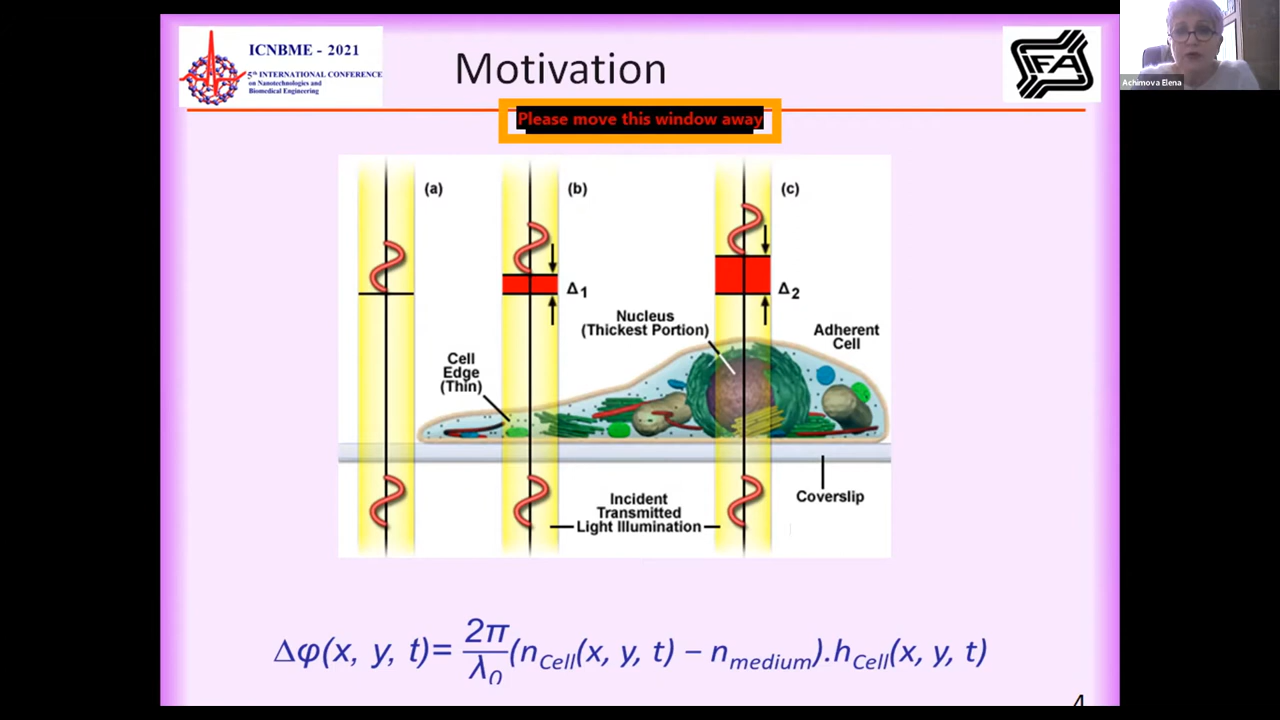 ICNBME - 2021
5th INTERNATIONAL CONFERENCE
on Nanotechnologies and
Biomedical Engineering
Motivation
IFA
Achimova Elena
Please move this window away
(a)
(b)
(c)
Δ1
Δ2
Nucleus
(Thickest Portion)
Adherent
Cell
Cell
Edge
(Thin)
Incident
Transmitted
Light Illumination
Coverslip
Δφ(x, y, t)= 2π/λ0 (nCell(x, y, t) – nmedium).hCell(x, y, t)
4